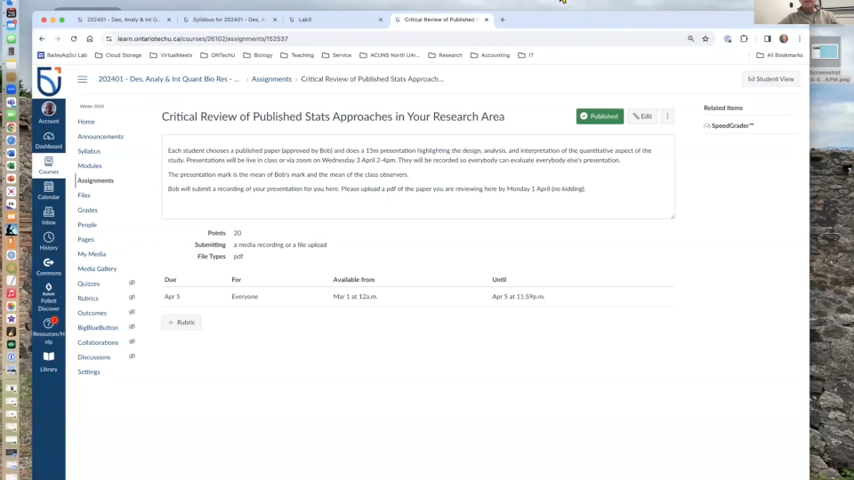 202401 - Des, Analy & Int Qua
Syllabus for 202401 - Des, An
Lab3
Critical Review of Published S
learn.ontariotechu.ca/courses/26102/assignments/152537
BaileyAqSci Lab
Cloud Storage
VirtualMeets
ONTechU
Biology
Teaching
Service
ACUNS North UArc...
Research
Accounting
IT
All Bookmarks
202401 - Des, Analy & Int Quant Bio Res - ...
Assignments
Critical Review of Published Stats Approach...
Student View
Account
Dashboard
Courses
Calendar
Inbox
History
Commons
Follett
Discover
Resources/H
elp
Library
Winter 2024
Home
Announcements
Syllabus
Modules
Assignments
Files
Grades
People
Pages
My Media
Media Gallery
Quizzes
Rubrics
Outcomes
BigBlueButton
Collaborations
Discussions
Settings
Critical Review of Published Stats Approaches in Your Research Area
Published
Edit
Each student chooses a published paper (approved by Bob) and does a 15m presentation highlighting the design, analysis, and interpretation of the quantitative aspect of the
study. Presentations will be live in class or via zoom on Wednesday 3 April 2-4pm. They will be recorded so everybody can evaluate everybody else's presentation.
The presentation mark is the mean of Bob's mark and the mean of the class observers.
Bob will submit a recording of your presentation for you here. Please upload a pdf of the paper you are reviewing here by Monday 1 April (no kidding).
Points 20
Submitting a media recording or a file upload
File Types pdf
Due For Available from Until
Apr 5 Everyone Mar 1 at 12a.m. Apr 5 at 11:59p.m.
+ Rubric
Related Items
SpeedGrader™
Screenshot